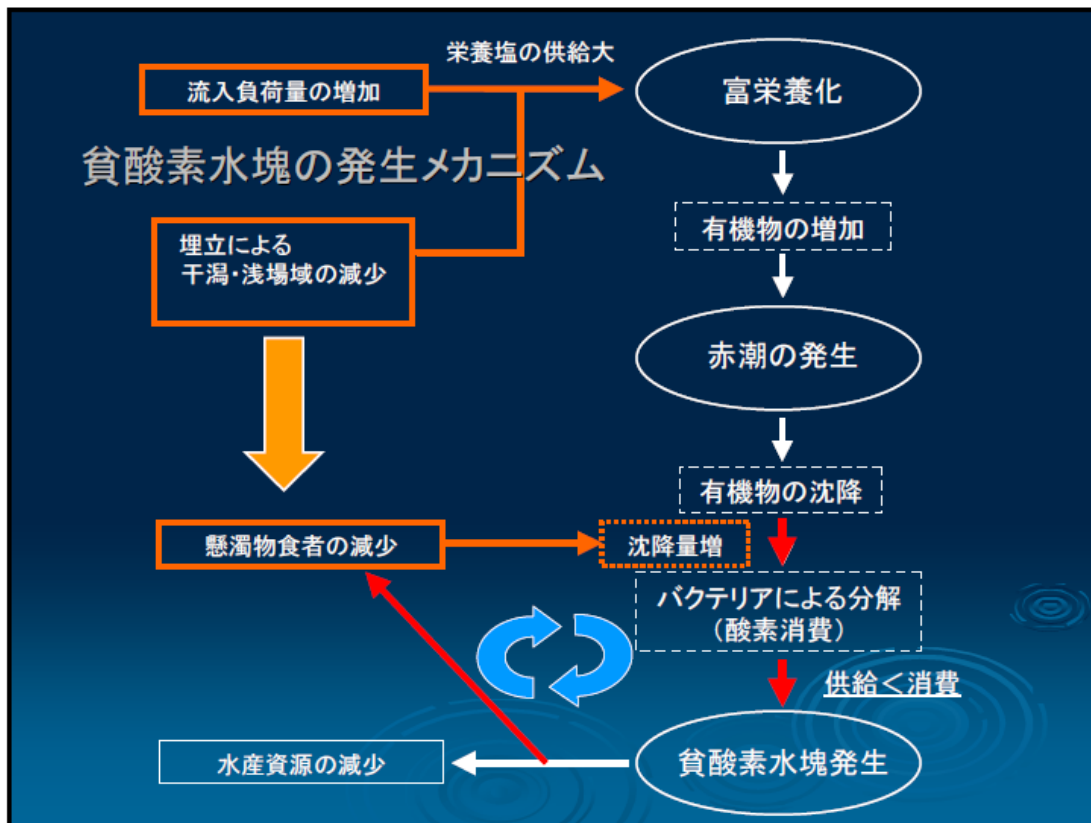 栄養塩の供給大
流入負荷量の増加
富栄養化
貧酸素水塊の発生メカニズム
有機物の増加
埋立による
干潟・浅場域の減少
赤潮の発生
有機物の沈降
懸濁物食者の減少
沈降量増
バクテリアによる分解
（酸素消費）
供給＜消費
水産資源の減少
貧酸素水塊発生